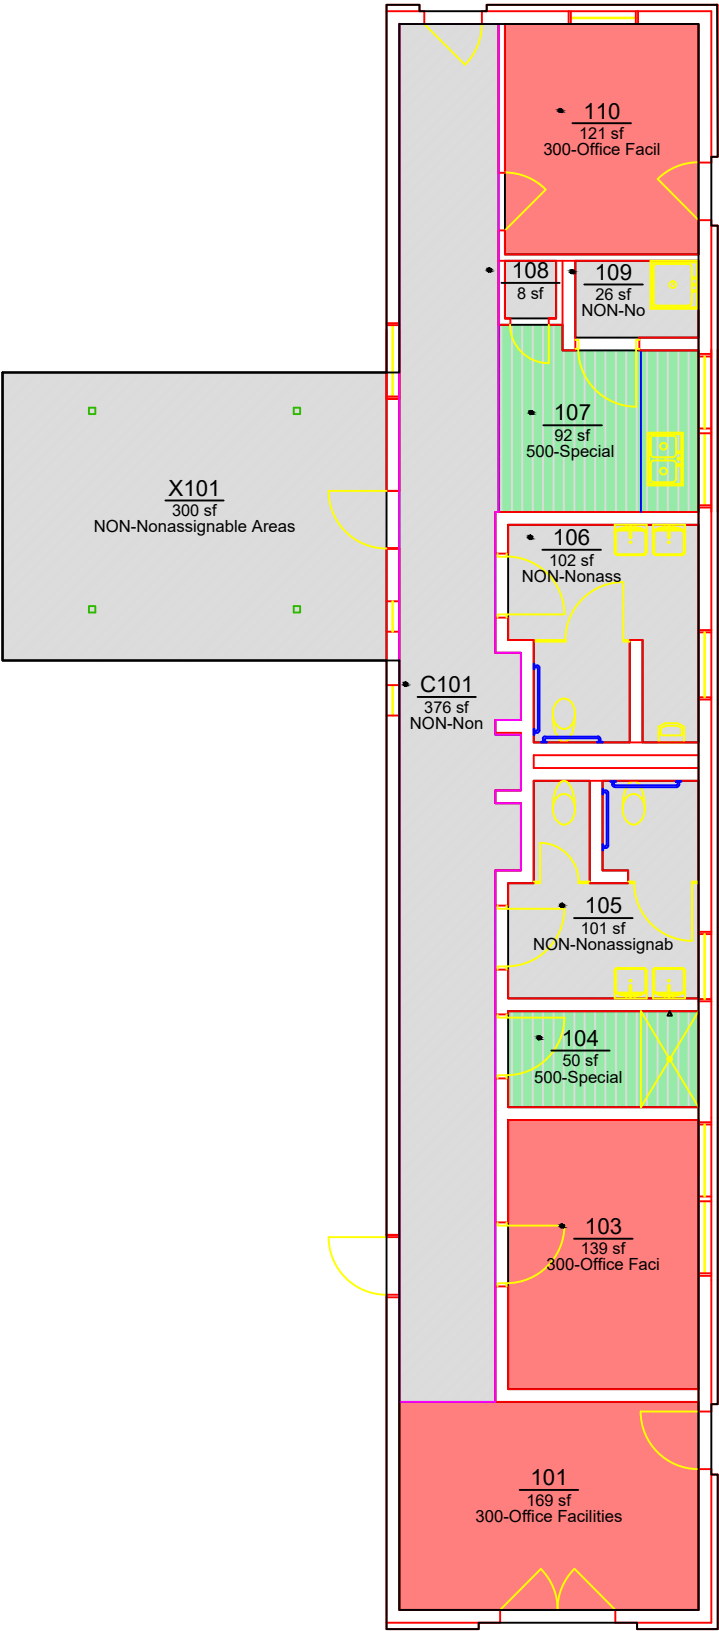 110
121 sf
300-Office Facil
108
8 sf
109
26 sf
NON-No
107
92 sf
500-Special
X101
300 sf
NON-Nonassignable Areas
106
102 sf
NON-Nonass
C101
376 sf
NON-Non
105
101 sf
NON-Nonassignab
104
50 sf
500-Special
103
139 sf
300-Office Faci
101
169 sf
300-Office Facilities